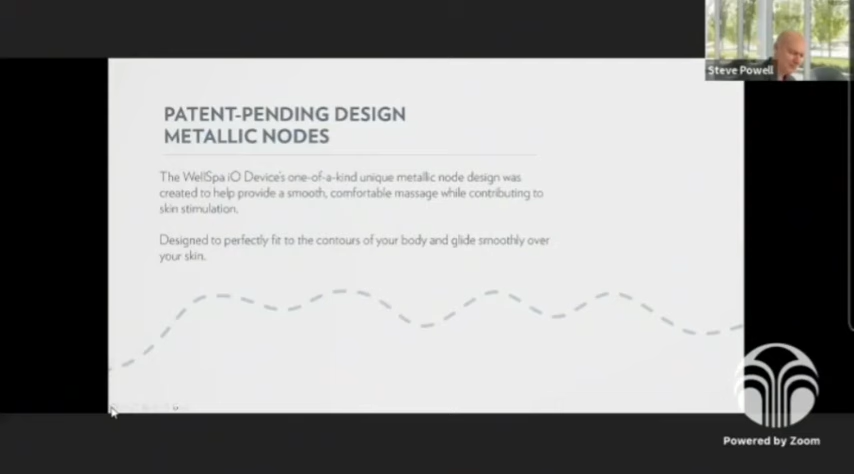 Steve Powell
PATENT-PENDING DESIGN
METALLIC NODES
The WellSpa iO Device's one-of-a-kind unique metallic node design was
created to help provide a smooth, comfortable massage while contributing to
skin stimulation.
Designed to perfectly fit to the contours of your body and glide smoothly over
your skin.
Powered by Zoom